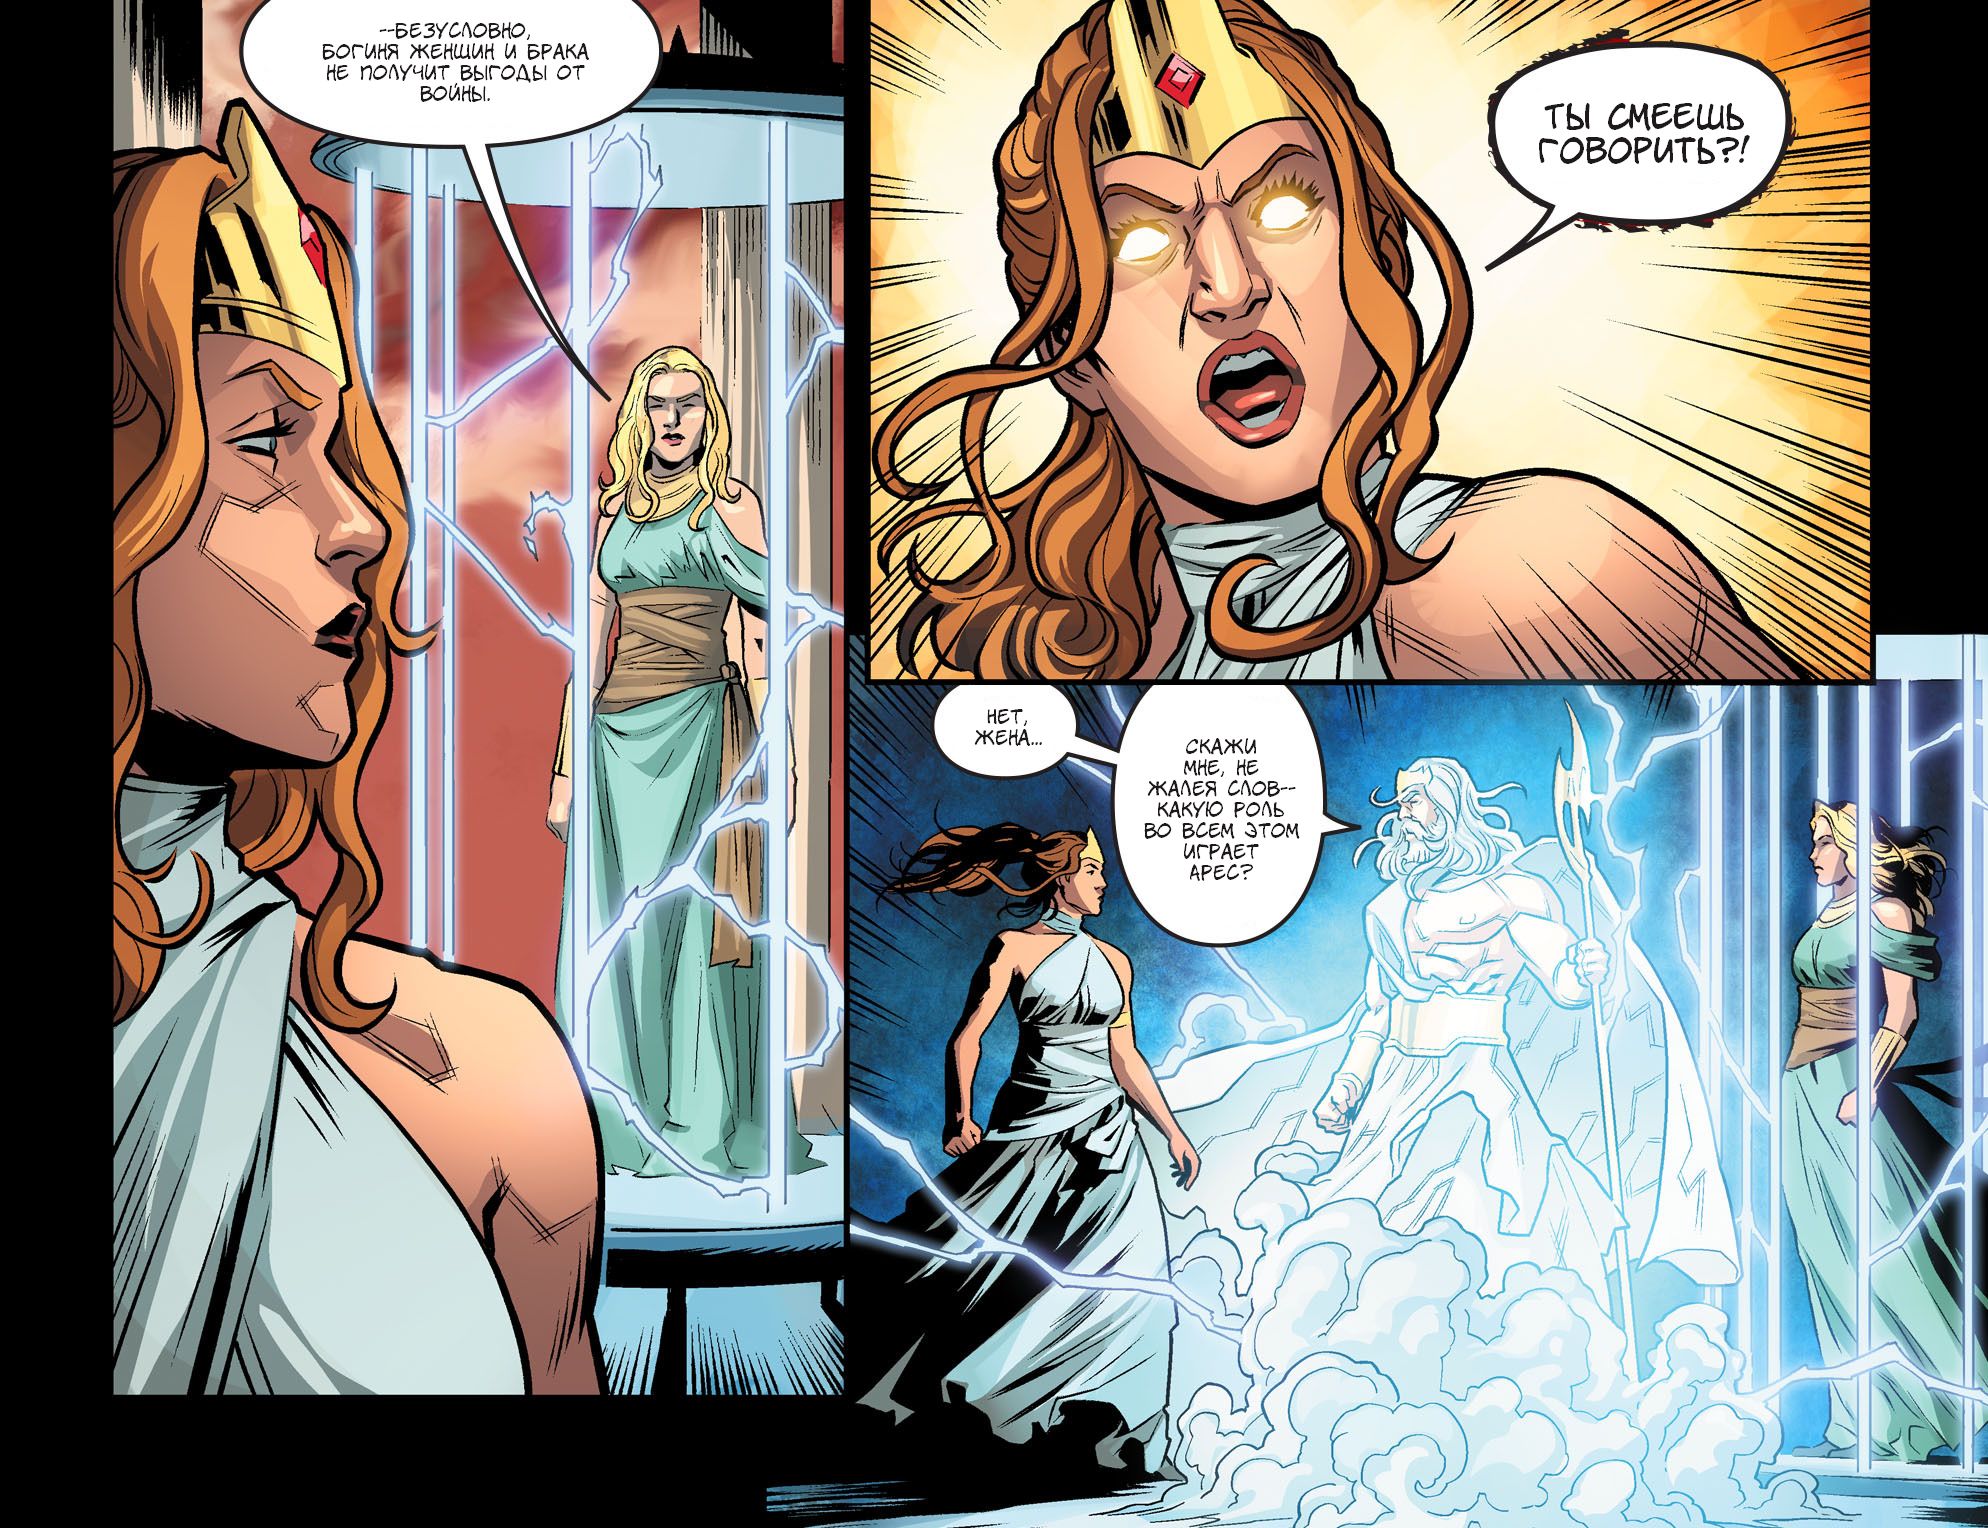 --БЕЗУСЛОВНО,
БОГИНЯ ЖЕНЩИН И БРАКА
НЕ ПОЛУЧИТ ВЫГОДЫ ОТ
ВОЙНЫ.
ТЫ СМЕЕШЬ
ГОВОРИТЬ?!
НЕТ,
ЖЕНА...
СКАЖИ
МНЕ, НЕ
ЖАЛЕЯ СЛОВ--
КАКУЮ РОЛЬ
ВО ВСЕМ ЭТОМ
ИГРАЕТ
АРЕС?